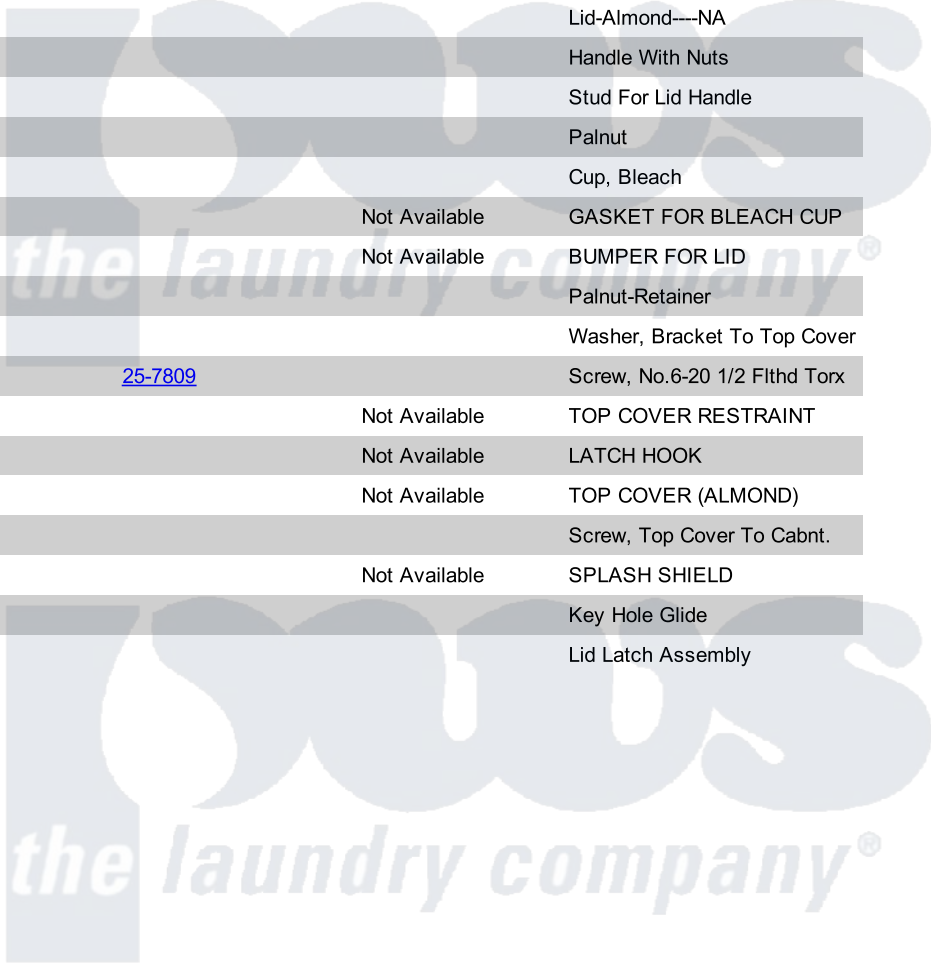 Lid-Almond----NA
Handle With Nuts
Stud For Lid Handle
Palnut
Cup, Bleach
Not Available GASKET FOR BLEACH CUP
Not Available BUMPER FOR LID
Palnut-Retainer
Washer, Bracket To Top Cover
25-7809 Screw, No.6-20 1/2 Flthd Torx
Not Available TOP COVER RESTRAINT
Not Available LATCH HOOK
Not Available TOP COVER (ALMOND)
Screw, Top Cover To Cabnt.
Not Available SPLASH SHIELD
Key Hole Glide
Lid Latch Assembly
pws
the laundry company®
pws
the laundry company®